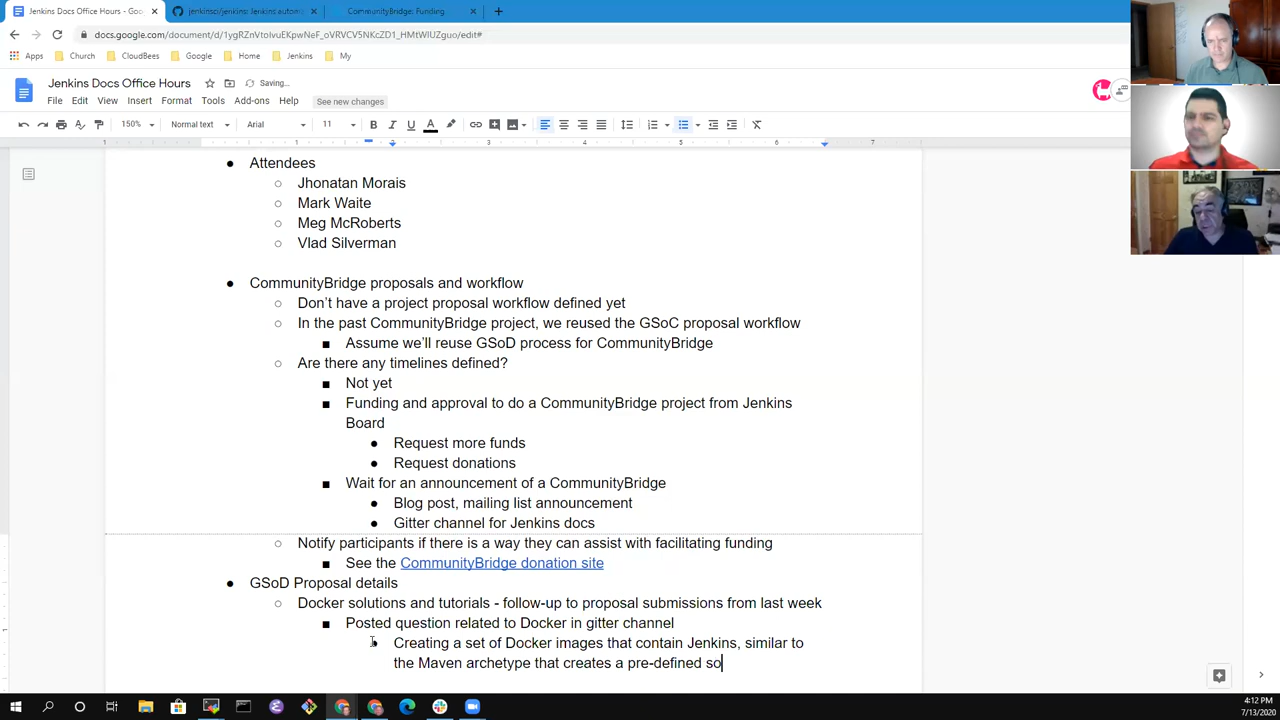 Jenkins Docs Office Hours - Goo
jenkinsci/jenkins: Jenkins autom
CommunityBridge: Funding
docs.google.com/document/d/1ygRZnVtoIvuEKpwNeF_oVRVCV5NKcZD1_HMtWIUZguo/edit#
Apps Church CloudBees Google Home Jenkins My
Jenkins Docs Office Hours Saving...
File Edit View Insert Format Tools Add-ons Help See new changes
150% Normal text Arial 11 B I U A
1 1 2 3 4 5 6 7
● Attendees
○ Jhonatan Morais
○ Mark Waite
○ Meg McRoberts
○ Vlad Silverman
● CommunityBridge proposals and workflow
○ Don't have a project proposal workflow defined yet
○ In the past CommunityBridge project, we reused the GSoC proposal workflow
■ Assume we'll reuse GSoD process for CommunityBridge
○ Are there any timelines defined?
■ Not yet
■ Funding and approval to do a CommunityBridge project from Jenkins
Board
● Request more funds
● Request donations
■ Wait for an announcement of a CommunityBridge
● Blog post, mailing list announcement
● Gitter channel for Jenkins docs
○ Notify participants if there is a way they can assist with facilitating funding
■ See the CommunityBridge donation site
● GSoD Proposal details
○ Docker solutions and tutorials - follow-up to proposal submissions from last week
■ Posted question related to Docker in gitter channel
● Creating a set of Docker images that contain Jenkins, similar to
the Maven archetype that creates a pre-defined so
4:12 PM
7/13/2020